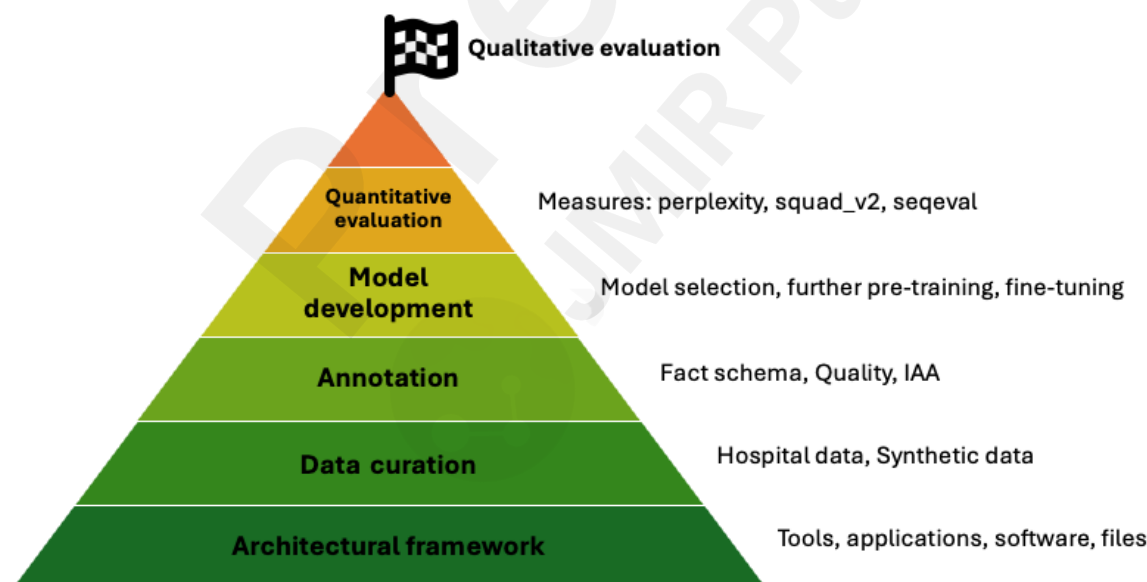 Qualitative evaluation
Quantitative
evaluation
Measures: perplexity, squad_v2, seqeval
Model
development
Model selection, further pre-training, fine-tuning
Annotation
Fact schema, Quality, IAA
Data curation
Hospital data, Synthetic data
Architectural framework
Tools, applications, software, files
JMIR